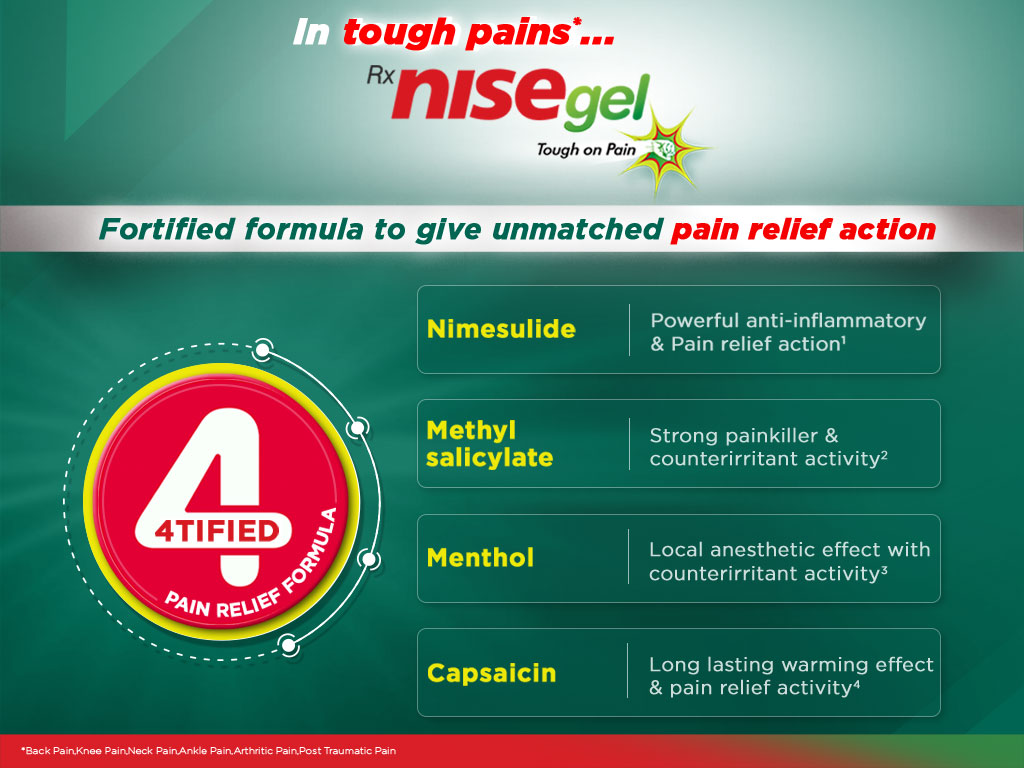 In tough pains*...
Rx nise gel
Tough on Pain
Fortified formula to give unmatched pain relief action
4
4TIFIED
PAIN RELIEF FORMULA
Nimesulide
Powerful anti-inflammatory
& Pain relief action¹
Methyl
salicylate
Strong painkiller &
counterirritant activity²
Menthol
Local anesthetic effect with
counterirritant activity³
Capsaicin
Long lasting warming effect
& pain relief activity⁴
*Back Pain,Knee Pain,Neck Pain,Ankle Pain,Arthritic Pain,Post Traumatic Pain